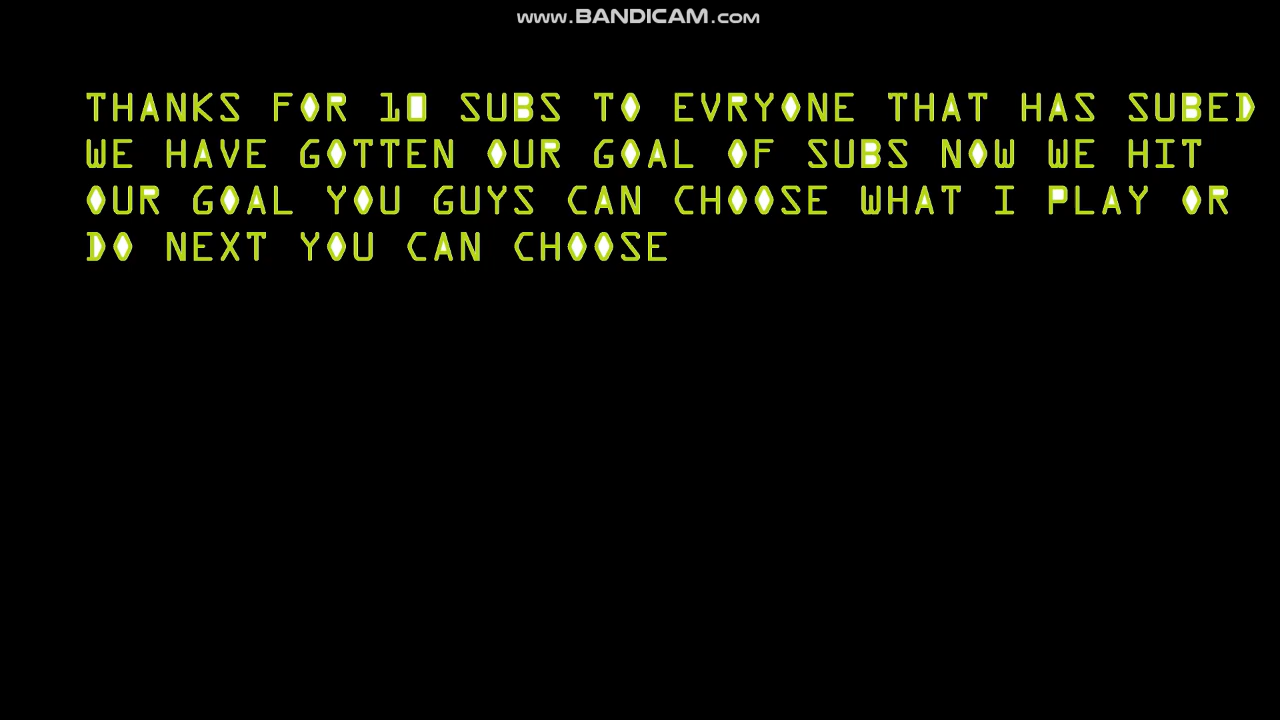 www.BANDICAM.com
THANKS FOR 10 SUBS TO EVRYONE THAT HAS SUBED
WE HAVE GOTTEN OUR GOAL OF SUBS NOW WE HIT
OUR GOAL YOU GUYS CAN CHOOSE WHAT I PLAY OR
DO NEXT YOU CAN CHOOSE